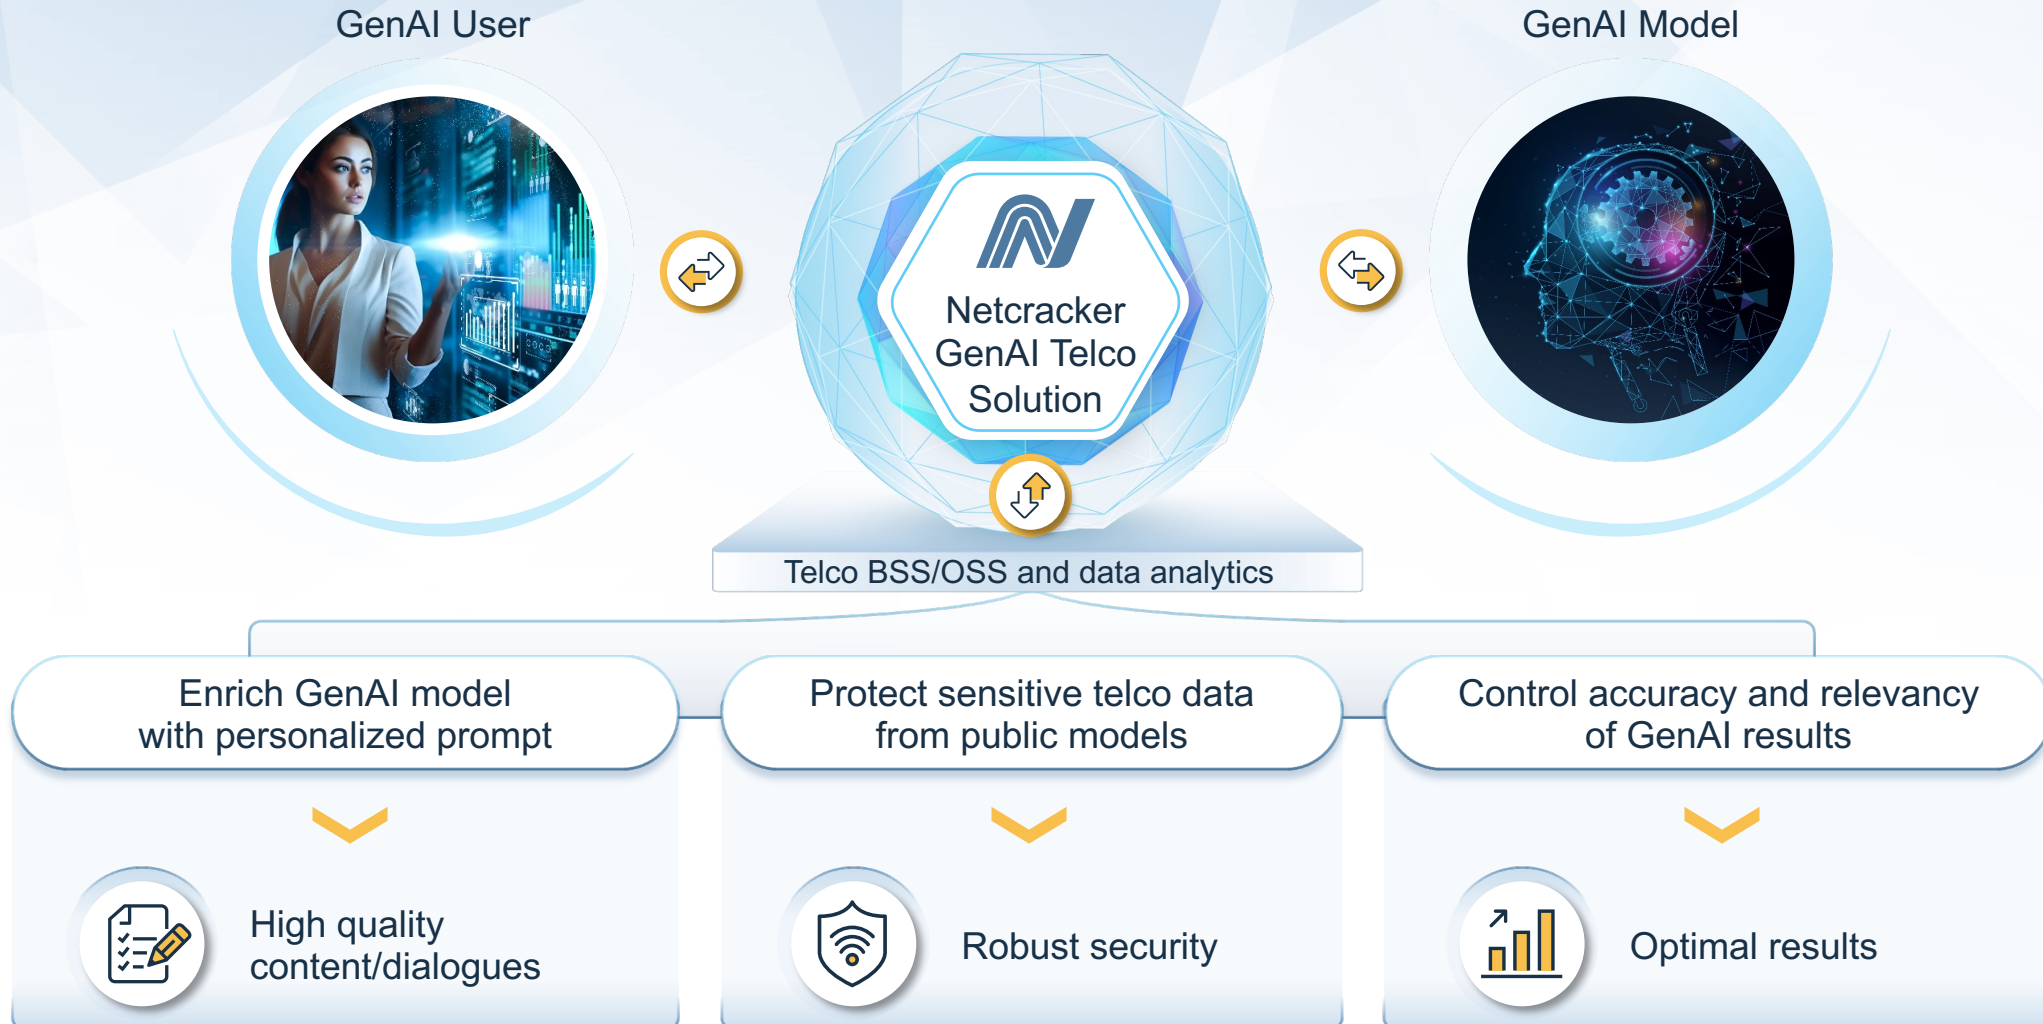 GenAI User
GenAI Model
Netcracker
GenAI Telco
Solution
Telco BSS/OSS and data analytics
Enrich GenAI model
with personalized prompt
Protect sensitive telco data
from public models
Control accuracy and relevancy
of GenAI results
High quality
content/dialogues
Robust security
Optimal results